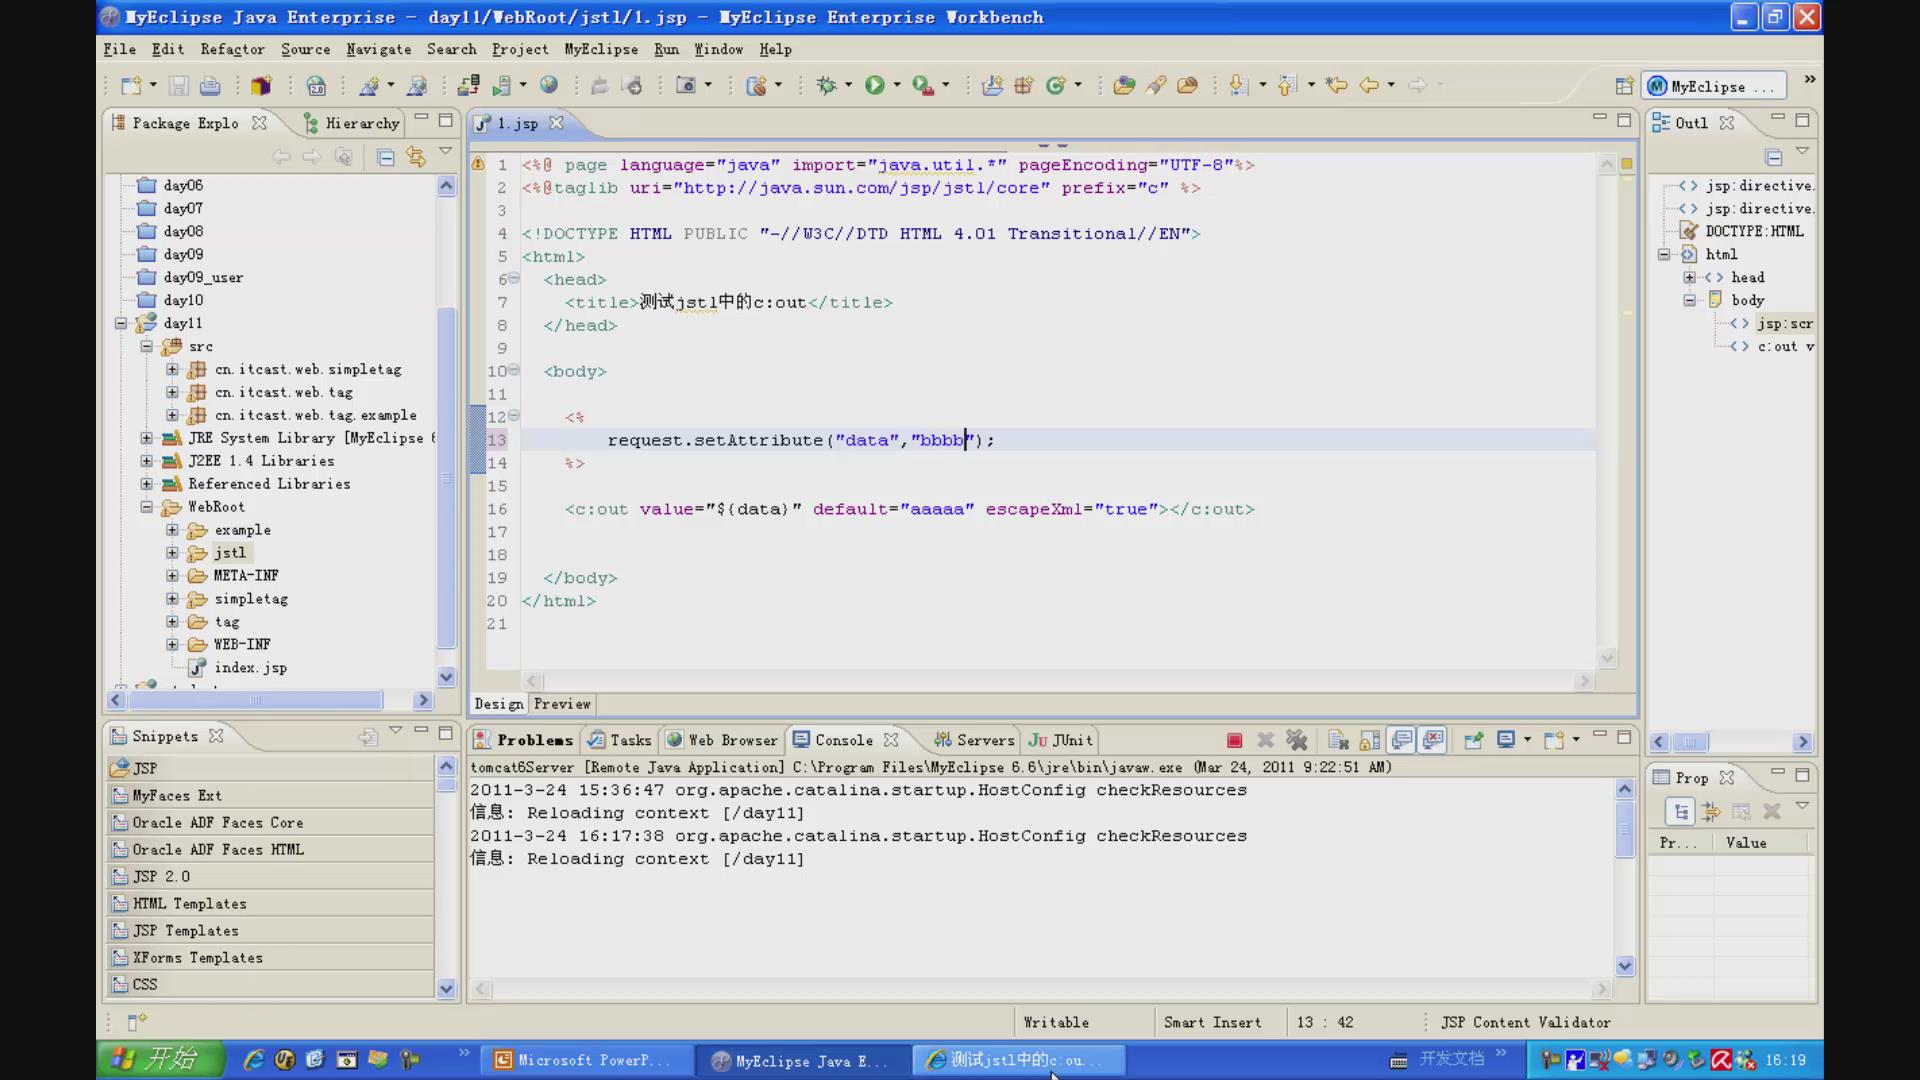 MyEclipse Java Enterprise - day11/WebRoot/jstl/1.jsp - MyEclipse Enterprise Workbench
File Edit Refactor Source Navigate Search Project MyEclipse Run Window Help
MyEclipse ...
Package Explo
Hierarchy
day06
day07
day08
day09
day09_user
day10
day11
src
cn.itcast.web.simpletag
cn.itcast.web.tag
cn.itcast.web.tag.example
JRE System Library [MyEclipse 6
J2EE 1.4 Libraries
Referenced Libraries
WebRoot
example
jstl
META-INF
simpletag
tag
WEB-INF
index.jsp
1.jsp
1 <%@ page language="java" import="java.util.*" pageEncoding="UTF-8"%>
2 <%@taglib uri="http://java.sun.com/jsp/jstl/core" prefix="c" %>
3
4 <!DOCTYPE HTML PUBLIC "-//W3C//DTD HTML 4.01 Transitional//EN">
5 <html>
6 <head>
7 <title>测试jstl中的c:out</title>
8 </head>
9
10 <body>
11
12 <%
13 request.setAttribute("data","bbbb");
14 %>
15
16 <c:out value="${data}" default="aaaaa" escapeXml="true"></c:out>
17
18
19 </body>
20 </html>
21
Design Preview
Outl
jsp:directive.
jsp:directive.
DOCTYPE:HTML
html
head
body
jsp:scr
c:out v
Snippets
JSP
MyFaces Ext
Oracle ADF Faces Core
Oracle ADF Faces HTML
JSP 2.0
HTML Templates
JSP Templates
XForms Templates
CSS
Problems Tasks Web Browser Console Servers JUnit
tomcat6Server [Remote Java Application] C:\Program Files\MyEclipse 6.6\jre\bin\javaw.exe (Mar 24, 2011 9:22:51 AM)
2011-3-24 15:36:47 org.apache.catalina.startup.HostConfig checkResources
信息: Reloading context [/day11]
2011-3-24 16:17:38 org.apache.catalina.startup.HostConfig checkResources
信息: Reloading context [/day11]
Prop
Pr... Value
Writable Smart Insert 13 : 42 JSP Content Validator
开始
Microsoft PowerP...
MyEclipse Java E...
测试jstl中的c:ou...
开发文档
16:19